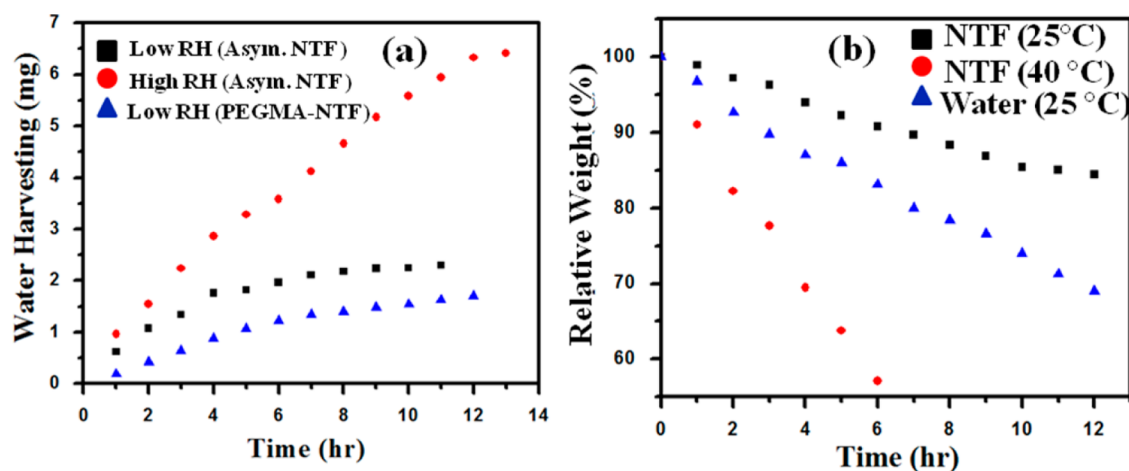 (a)
Low RH (Asym. NTF)
High RH (Asym. NTF)
Low RH (PEGMA-NTF)
Water Harvesting (mg)
7
6
5
4
3
2
1
0
0 2 4 6 8 10 12 14
Time (hr)
(b)
NTF (25°C)
NTF (40 °C)
Water (25 °C)
Relative Weight (%)
100
90
80
70
60
0 2 4 6 8 10 12
Time (hr)